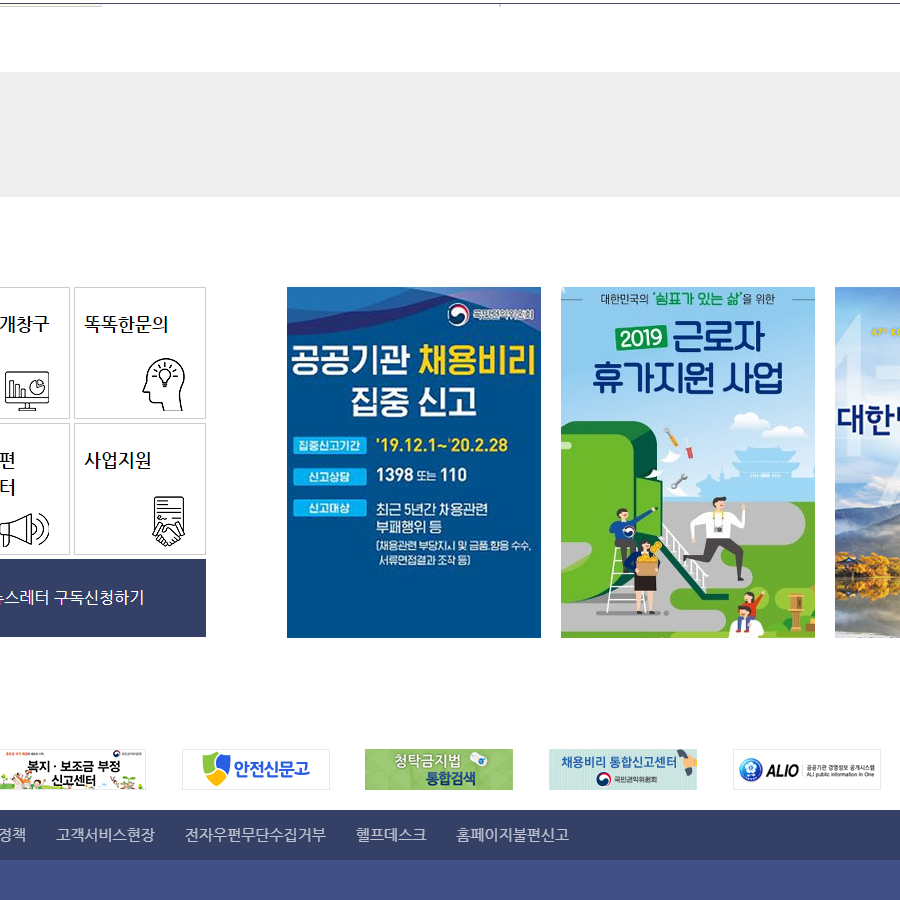 개창구
똑똑한문의
편
터
사업지원
뉴스레터 구독신청하기
국민권익위원회
공공기관 채용비리
집중 신고
집중신고기간 '19.12.1~'20.2.28
신고상담 1398 또는 110
신고대상 최근 5년간 채용관련
부패행위 등
(채용관련 부당지시 및 금품.향응 수수,
서류면접결과 조작 등)
대한민국의 '쉼표가 있는 삶'을 위한
2019 근로자
휴가지원 사업
대한
복지·보조금 부정
신고센터
안전신문고
청탁금지법
통합검색
채용비리 통합신고센터
국민권익위원회
ALIO 공공기관 경영정보 공개시스템
ALI public information In One
정책 고객서비스헌장 전자우편무단수집거부 헬프데스크 홈페이지불편신고